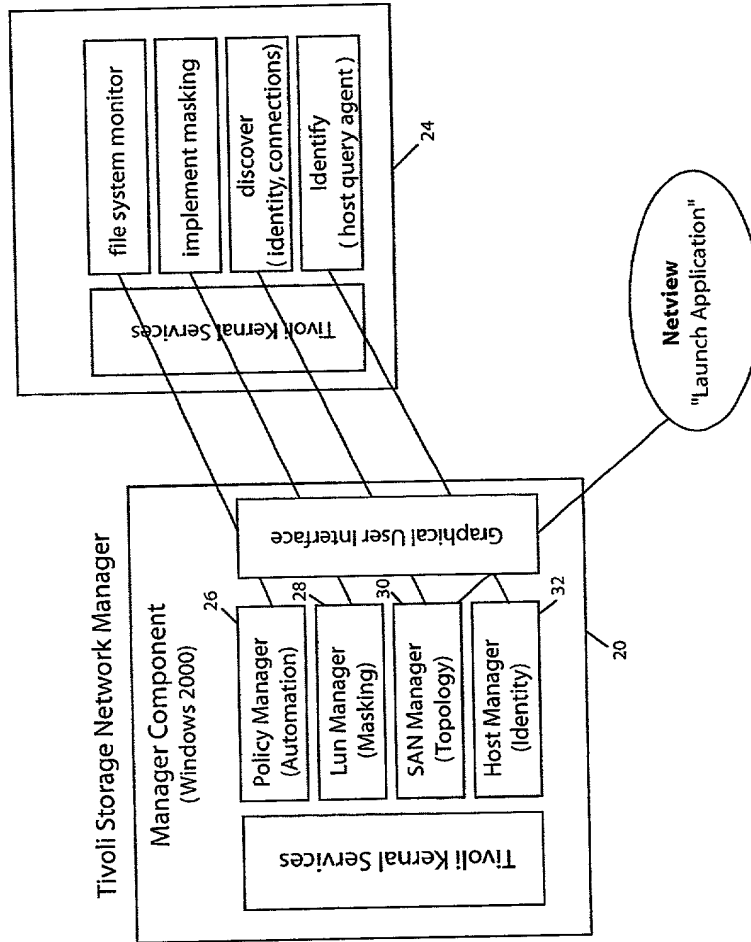 Tivoli Storage Network Manager
Manager Component
(Windows 2000)
Tivoli Kernal Services
Policy Manager
(Automation)
26
Lun Manager
(Masking)
28
SAN Manager
(Topology)
30
Host Manager
(Identity)
32
Graphical User Interface
20
Tivoli Kernal Services
file system monitor
implement masking
discover
(identity, connections)
Identify
( host query agent )
24
Netview
"Launch Application"